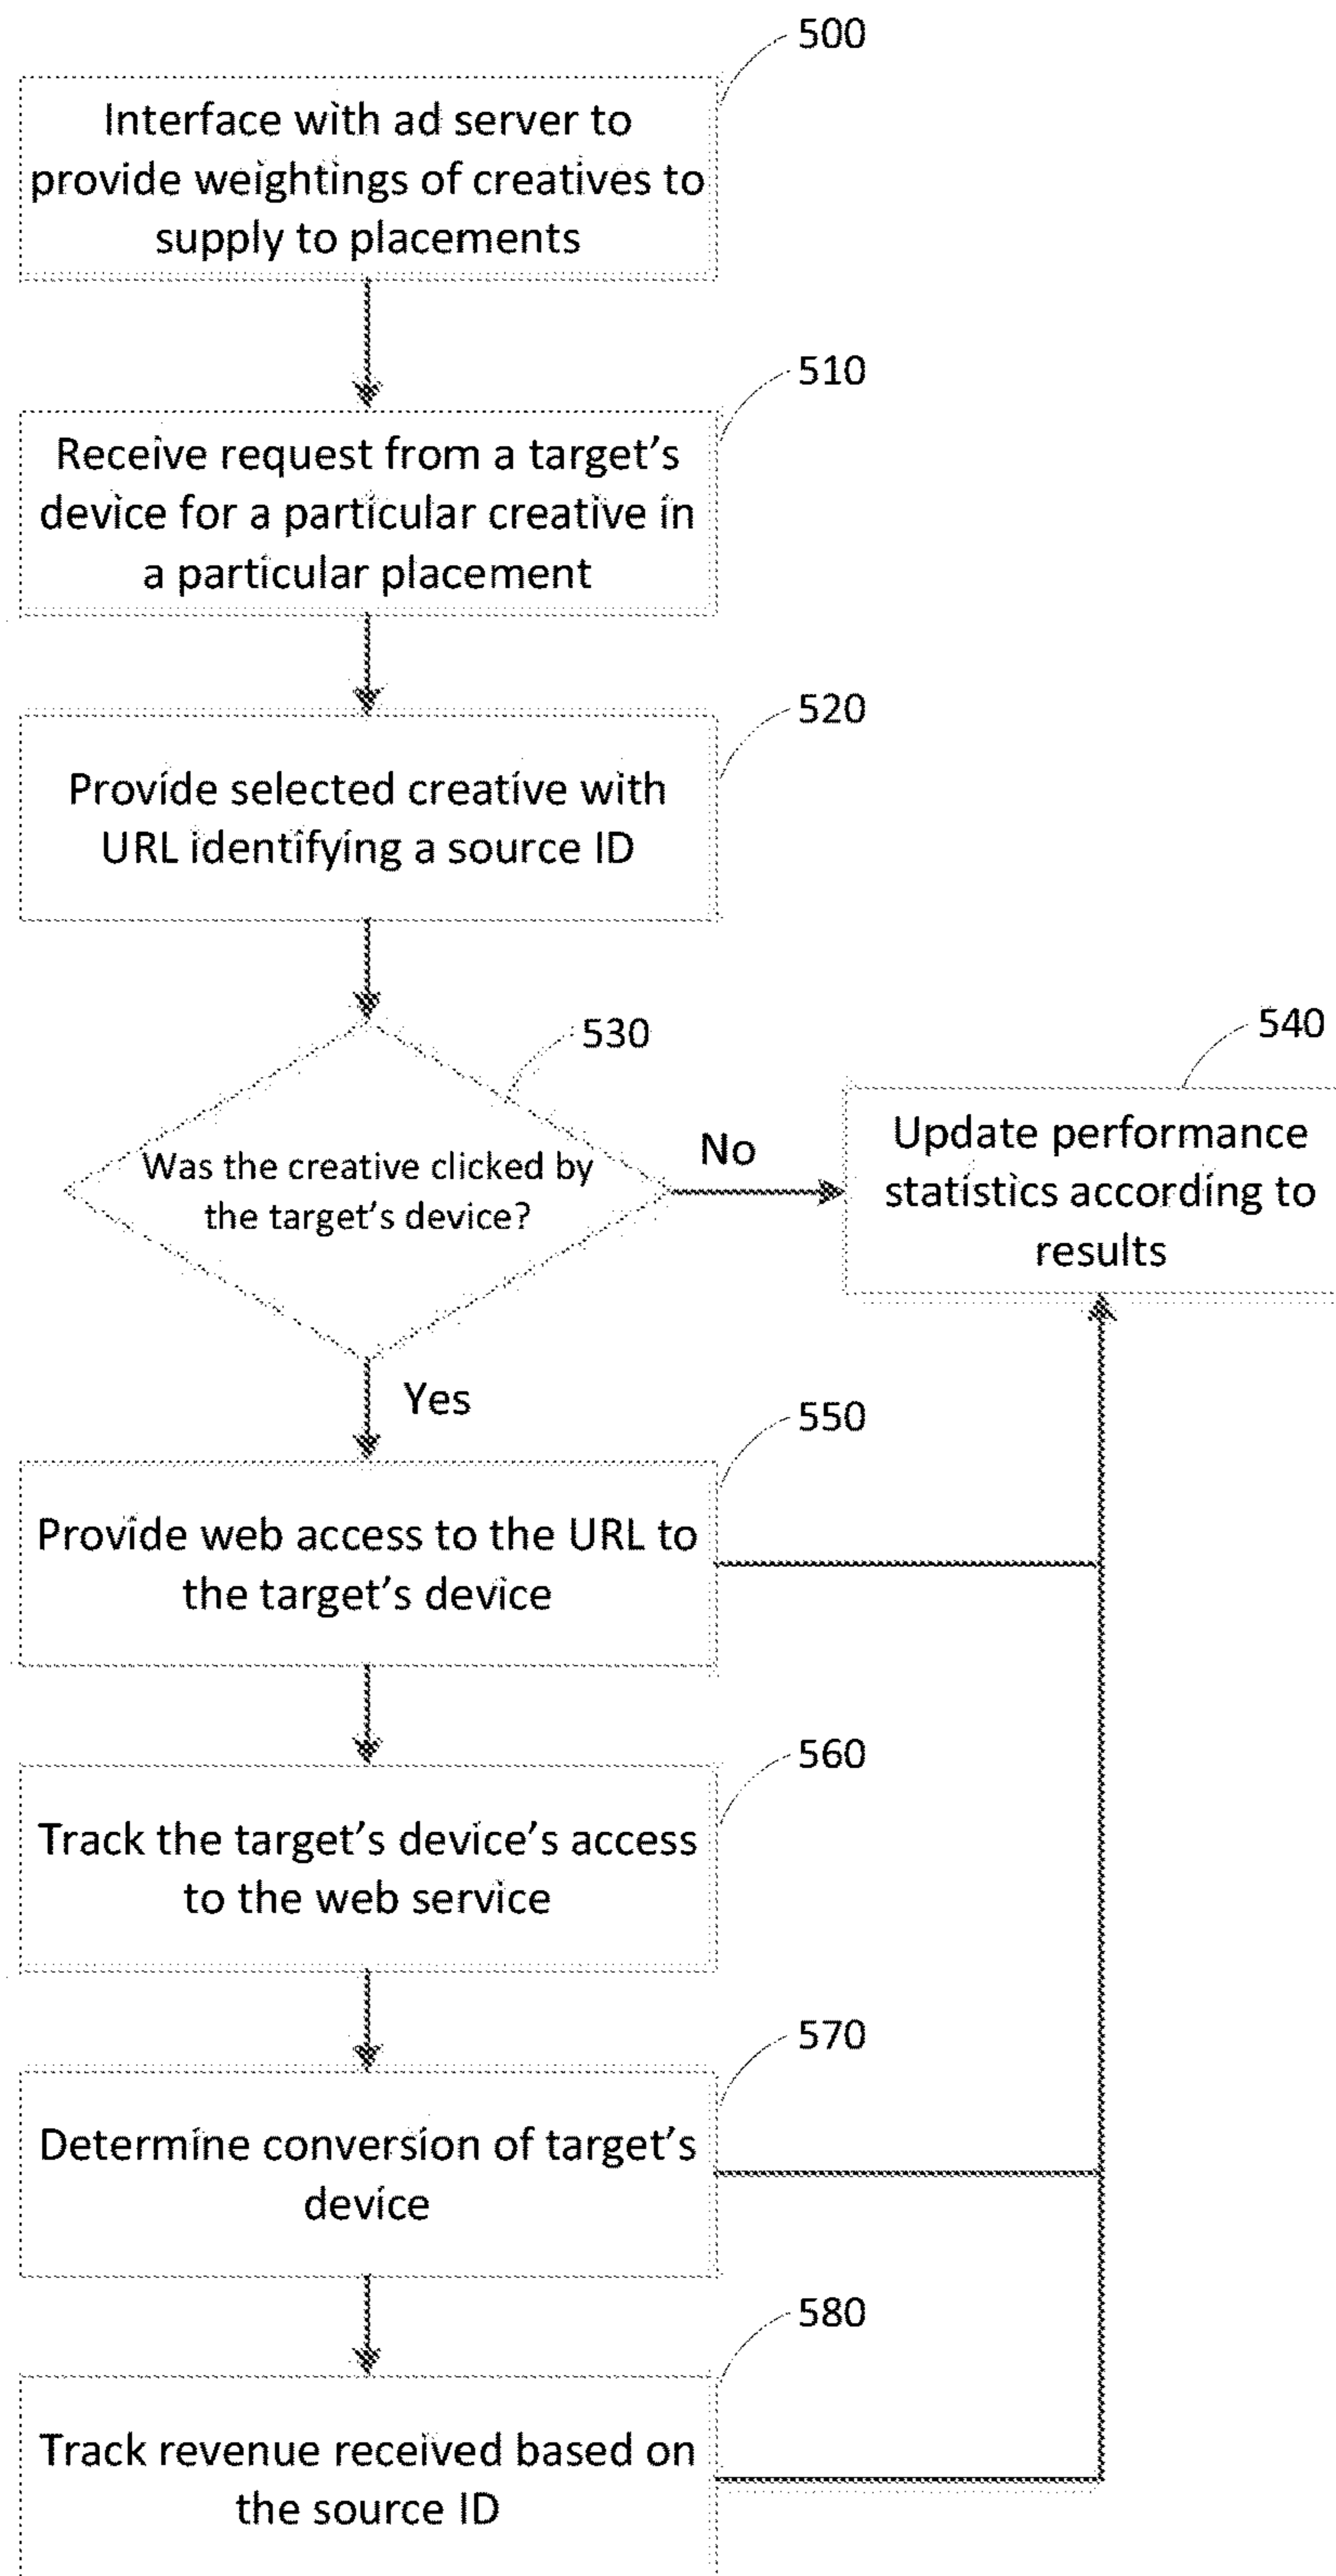 500
Interface with ad server to
provide weightings of creatives to
supply to placements
510
Receive request from a target's
device for a particular creative in
a particular placement
520
Provide selected creative with
URL identifying a source ID
530
Was the creative clicked by
the target's device?
No
540
Update performance
statistics according to
results
Yes
550
Provide web access to the URL to
the target's device
560
Track the target's device's access
to the web service
570
Determine conversion of target's
device
580
Track revenue received based on
the source ID